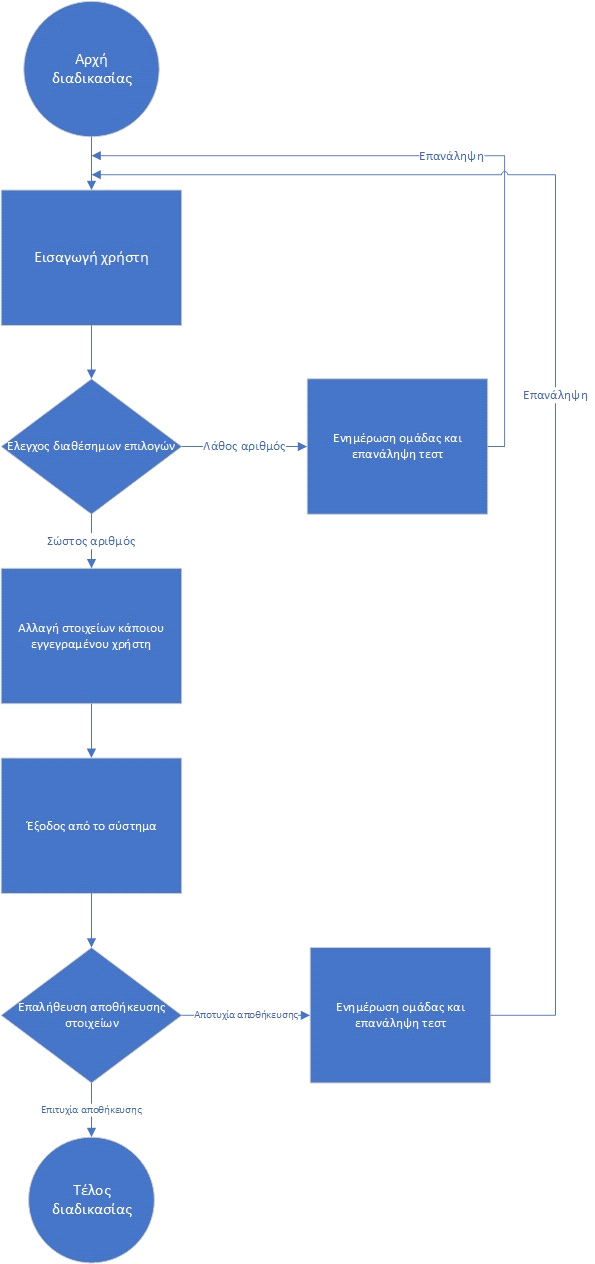 Αρχή
διαδικασίας
Επανάληψη
Εισαγωγή χρήστη
Επανάληψη
Έλεγχος διαθέσημων επιλογών
Λάθος αριθμός
Ενημέρωση ομάδας και
επανάληψη τεστ
Σώστος αριθμός
Αλλαγή στοιχείων κάποιου
εγγεγραμένου χρήστη
Έξοδος από το σύστημα
Επαλήθευση αποθήκευσης
στοιχείων
Αποτυχία αποθήκευσης
Ενημέρωση ομάδας και
επανάληψη τεστ
Επιτυχία αποθήκευσης
Τέλος
διαδικασίας